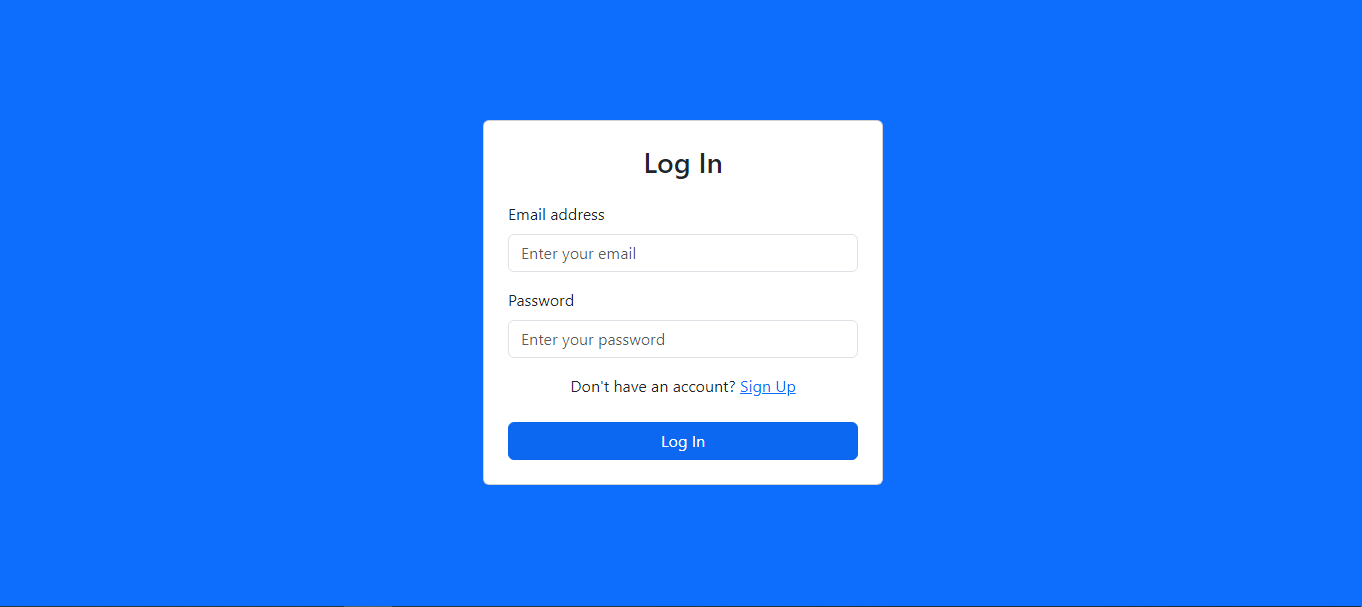 Log In
Email address
Enter your email
Password
Enter your password
Don't have an account? Sign Up
Log In